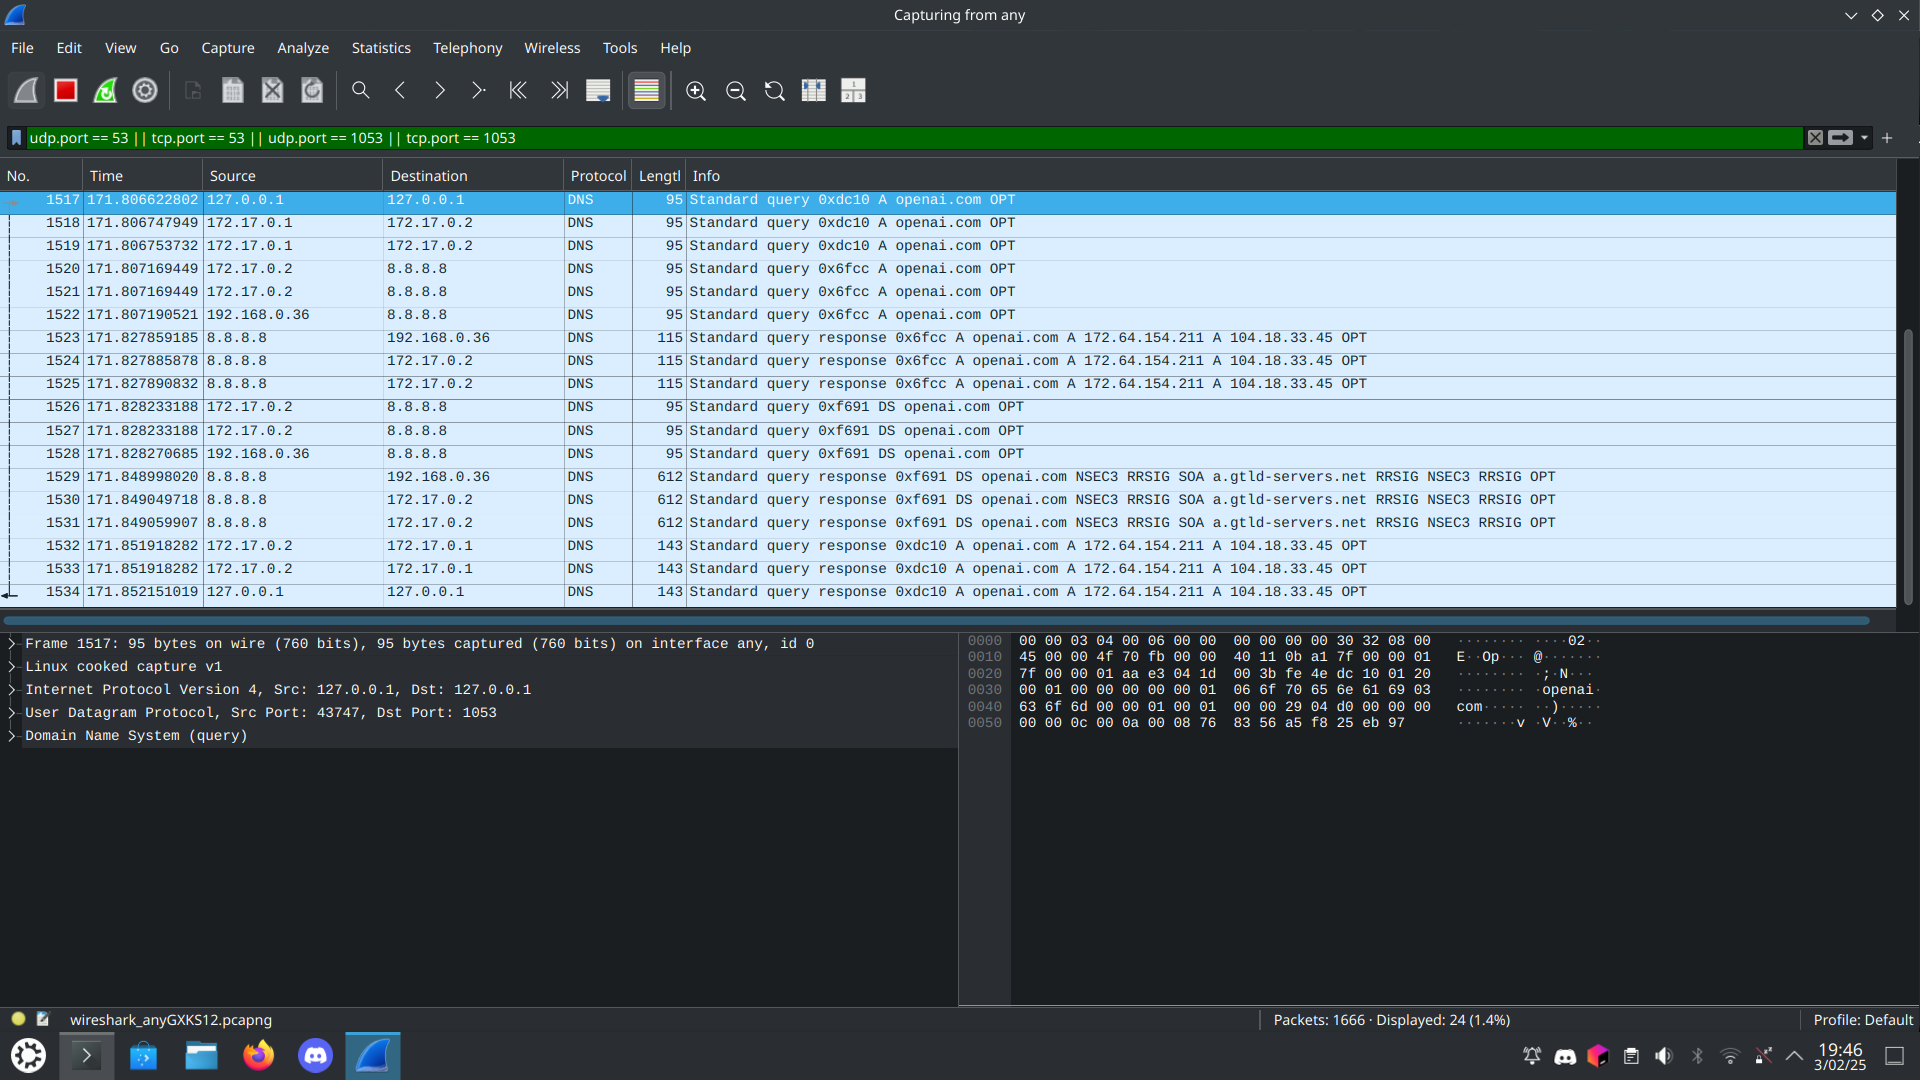 Capturing from any
File Edit View Go Capture Analyze Statistics Telephony Wireless Tools Help
udp.port == 53 || tcp.port == 53 || udp.port == 1053 || tcp.port == 1053
No. Time Source Destination Protocol Lengtl Info
1517 171.806622802 127.0.0.1 127.0.0.1 DNS 95 Standard query 0xdc10 A openai.com OPT
1518 171.806747949 172.17.0.1 172.17.0.2 DNS 95 Standard query 0xdc10 A openai.com OPT
1519 171.806753732 172.17.0.1 172.17.0.2 DNS 95 Standard query 0xdc10 A openai.com OPT
1520 171.807169449 172.17.0.2 8.8.8.8 DNS 95 Standard query 0x6fcc A openai.com OPT
1521 171.807169449 172.17.0.2 8.8.8.8 DNS 95 Standard query 0x6fcc A openai.com OPT
1522 171.807190521 192.168.0.36 8.8.8.8 DNS 95 Standard query 0x6fcc A openai.com OPT
1523 171.827859185 8.8.8.8 192.168.0.36 DNS 115 Standard query response 0x6fcc A openai.com A 172.64.154.211 A 104.18.33.45 OPT
1524 171.827885878 8.8.8.8 172.17.0.2 DNS 115 Standard query response 0x6fcc A openai.com A 172.64.154.211 A 104.18.33.45 OPT
1525 171.827890832 8.8.8.8 172.17.0.2 DNS 115 Standard query response 0x6fcc A openai.com A 172.64.154.211 A 104.18.33.45 OPT
1526 171.828233188 172.17.0.2 8.8.8.8 DNS 95 Standard query 0xf691 DS openai.com OPT
1527 171.828233188 172.17.0.2 8.8.8.8 DNS 95 Standard query 0xf691 DS openai.com OPT
1528 171.828270685 192.168.0.36 8.8.8.8 DNS 95 Standard query 0xf691 DS openai.com OPT
1529 171.848998020 8.8.8.8 192.168.0.36 DNS 612 Standard query response 0xf691 DS openai.com NSEC3 RRSIG SOA a.gtld-servers.net RRSIG NSEC3 RRSIG OPT
1530 171.849049718 8.8.8.8 172.17.0.2 DNS 612 Standard query response 0xf691 DS openai.com NSEC3 RRSIG SOA a.gtld-servers.net RRSIG NSEC3 RRSIG OPT
1531 171.849059907 8.8.8.8 172.17.0.2 DNS 612 Standard query response 0xf691 DS openai.com NSEC3 RRSIG SOA a.gtld-servers.net RRSIG NSEC3 RRSIG OPT
1532 171.851918282 172.17.0.2 172.17.0.1 DNS 143 Standard query response 0xdc10 A openai.com A 172.64.154.211 A 104.18.33.45 OPT
1533 171.851918282 172.17.0.2 172.17.0.1 DNS 143 Standard query response 0xdc10 A openai.com A 172.64.154.211 A 104.18.33.45 OPT
1534 171.852151019 127.0.0.1 127.0.0.1 DNS 143 Standard query response 0xdc10 A openai.com A 172.64.154.211 A 104.18.33.45 OPT
Frame 1517: 95 bytes on wire (760 bits), 95 bytes captured (760 bits) on interface any, id 0
Linux cooked capture v1
Internet Protocol Version 4, Src: 127.0.0.1, Dst: 127.0.0.1
User Datagram Protocol, Src Port: 43747, Dst Port: 1053
Domain Name System (query)
0000 00 00 03 04 00 06 00 00 00 00 00 00 30 32 08 00 ········ ····02··
0010 45 00 00 4f 70 fb 00 00 40 11 0b a1 7f 00 00 01 E··Op··· @·······
0020 7f 00 00 01 aa e3 04 1d 00 3b fe 4e dc 10 01 20 ········ ·;·N···
0030 00 01 00 00 00 00 00 01 06 6f 70 65 6e 61 69 03 ········ ·openai·
0040 63 6f 6d 00 00 01 00 01 00 00 29 04 d0 00 00 00 com····· ··)·····
0050 00 00 0c 00 0a 00 08 76 83 56 a5 f8 25 eb 97 ·······v ·V··%··
wireshark_anyGXKS12.pcapng
Packets: 1666 · Displayed: 24 (1.4%)
Profile: Default
19:46
3/02/25